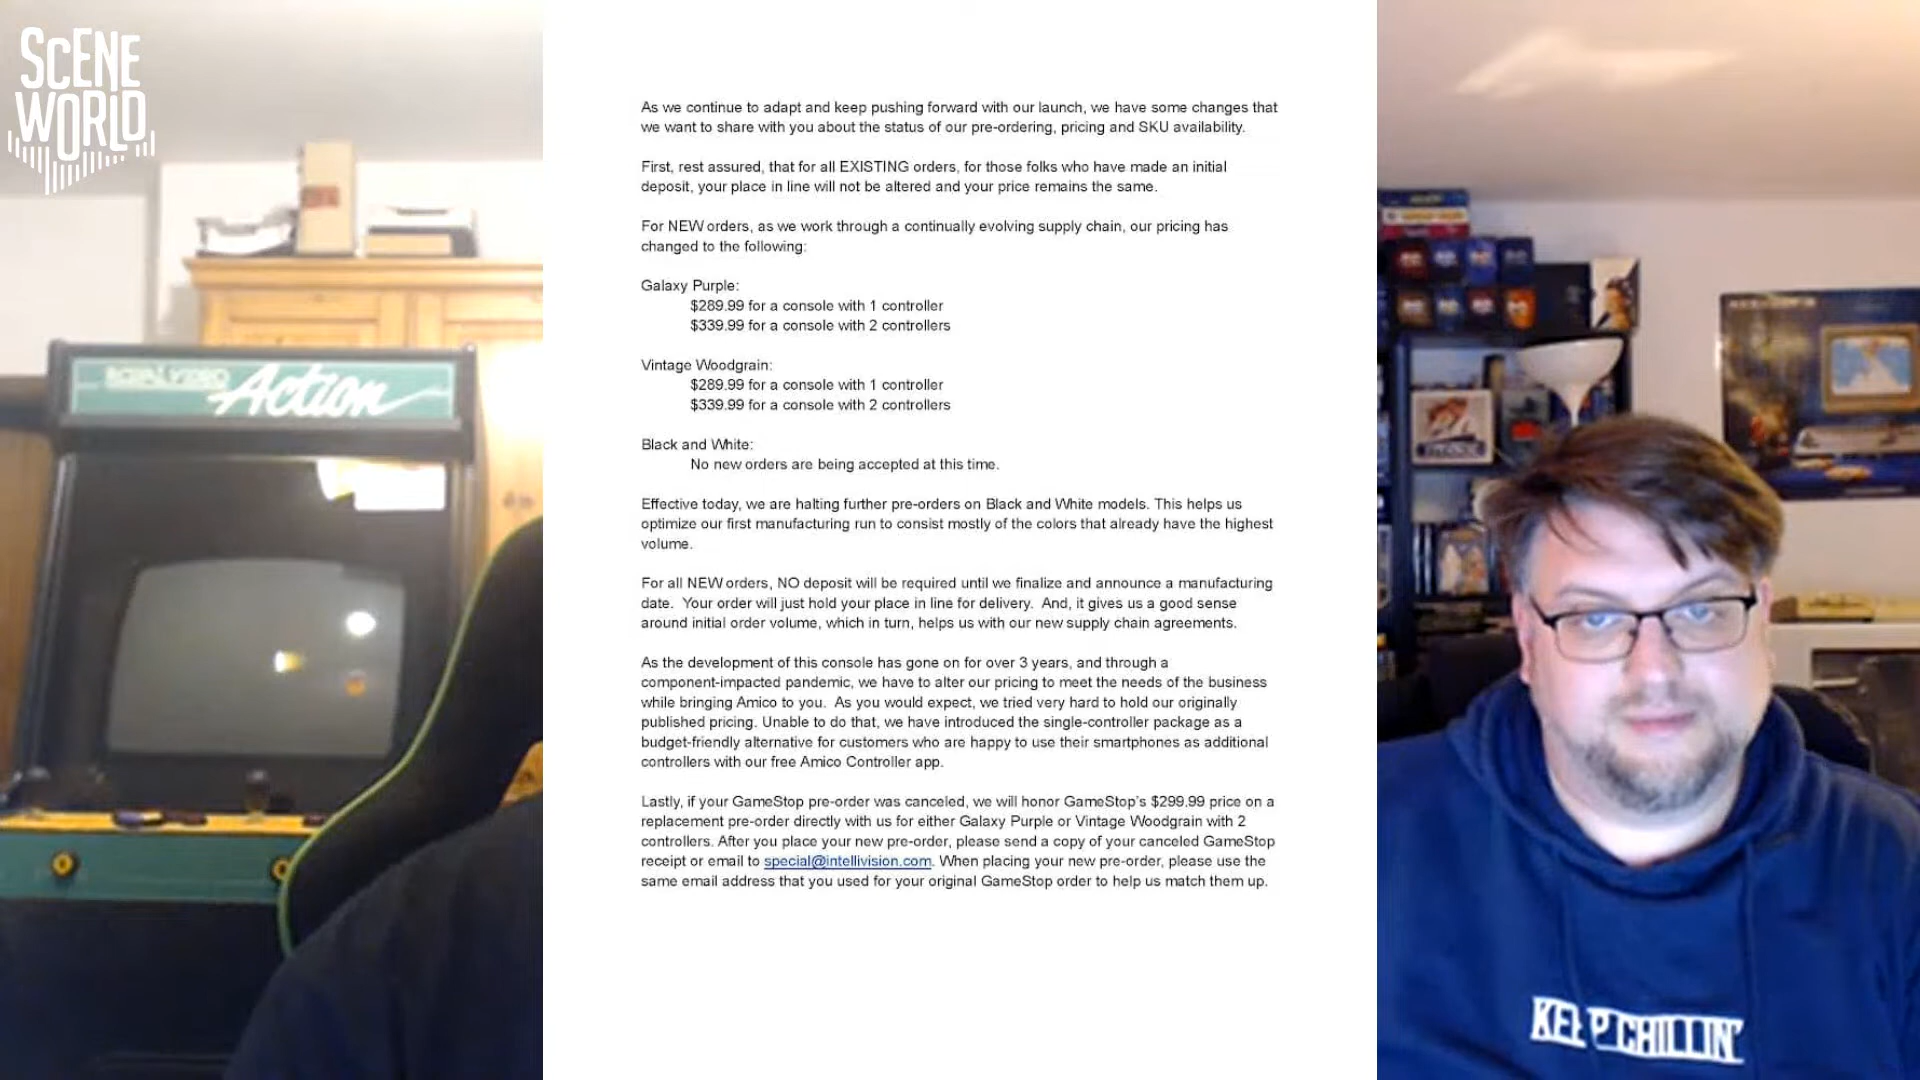 SCENE
WORLD
Action
As we continue to adapt and keep pushing forward with our launch, we have some changes that
we want to share with you about the status of our pre-ordering, pricing and SKU availability.
First, rest assured, that for all EXISTING orders, for those folks who have made an initial
deposit, your place in line will not be altered and your price remains the same.
For NEW orders, as we work through a continually evolving supply chain, our pricing has
changed to the following:
Galaxy Purple:
$289.99 for a console with 1 controller
$339.99 for a console with 2 controllers
Vintage Woodgrain:
$289.99 for a console with 1 controller
$339.99 for a console with 2 controllers
Black and White:
No new orders are being accepted at this time.
Effective today, we are halting further pre-orders on Black and White models. This helps us
optimize our first manufacturing run to consist mostly of the colors that already have the highest
volume.
For all NEW orders, NO deposit will be required until we finalize and announce a manufacturing
date. Your order will just hold your place in line for delivery. And, it gives us a good sense
around initial order volume, which in turn, helps us with our new supply chain agreements.
As the development of this console has gone on for over 3 years, and through a
component-impacted pandemic, we have to alter our pricing to meet the needs of the business
while bringing Amico to you. As you would expect, we tried very hard to hold our originally
published pricing. Unable to do that, we have introduced the single-controller package as a
budget-friendly alternative for customers who are happy to use their smartphones as additional
controllers with our free Amico Controller app.
Lastly, if your GameStop pre-order was canceled, we will honor GameStop's $299.99 price on a
replacement pre-order directly with us for either Galaxy Purple or Vintage Woodgrain with 2
controllers. After you place your new pre-order, please send a copy of your canceled GameStop
receipt or email to special@intellivision.com. When placing your new pre-order, please use the
same email address that you used for your original GameStop order to help us match them up.
KEEP CHILLIN'